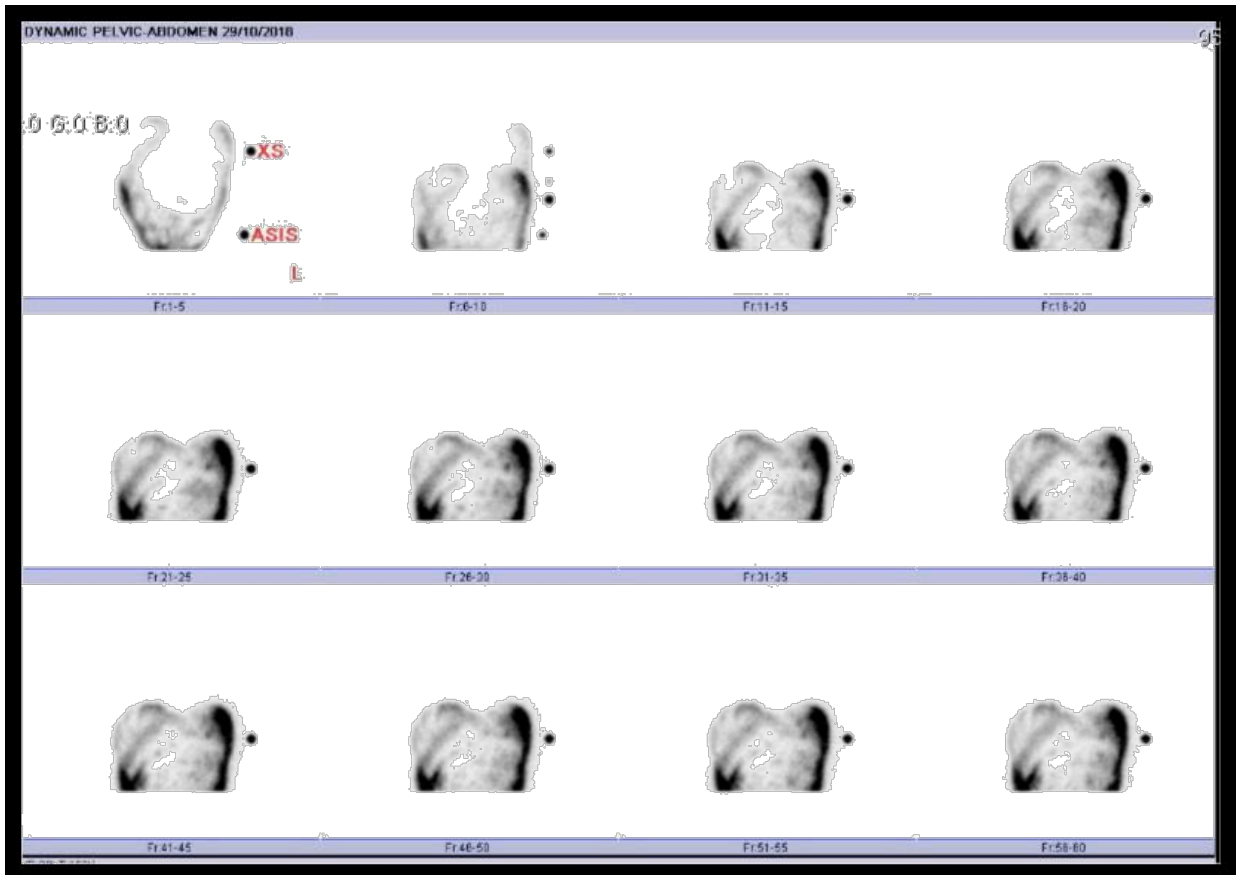 DYNAMIC PELVIC-ABDOMEN 29/10/2018
95
:0 G:0 B:0
XS
ASIS
L
Fr:1-5
Fr:6-10
Fr:11-15
Fr:16-20
Fr:21-25
Fr:26-30
Fr:31-35
Fr:36-40
Fr:41-45
Fr:46-50
Fr:51-55
Fr:56-60